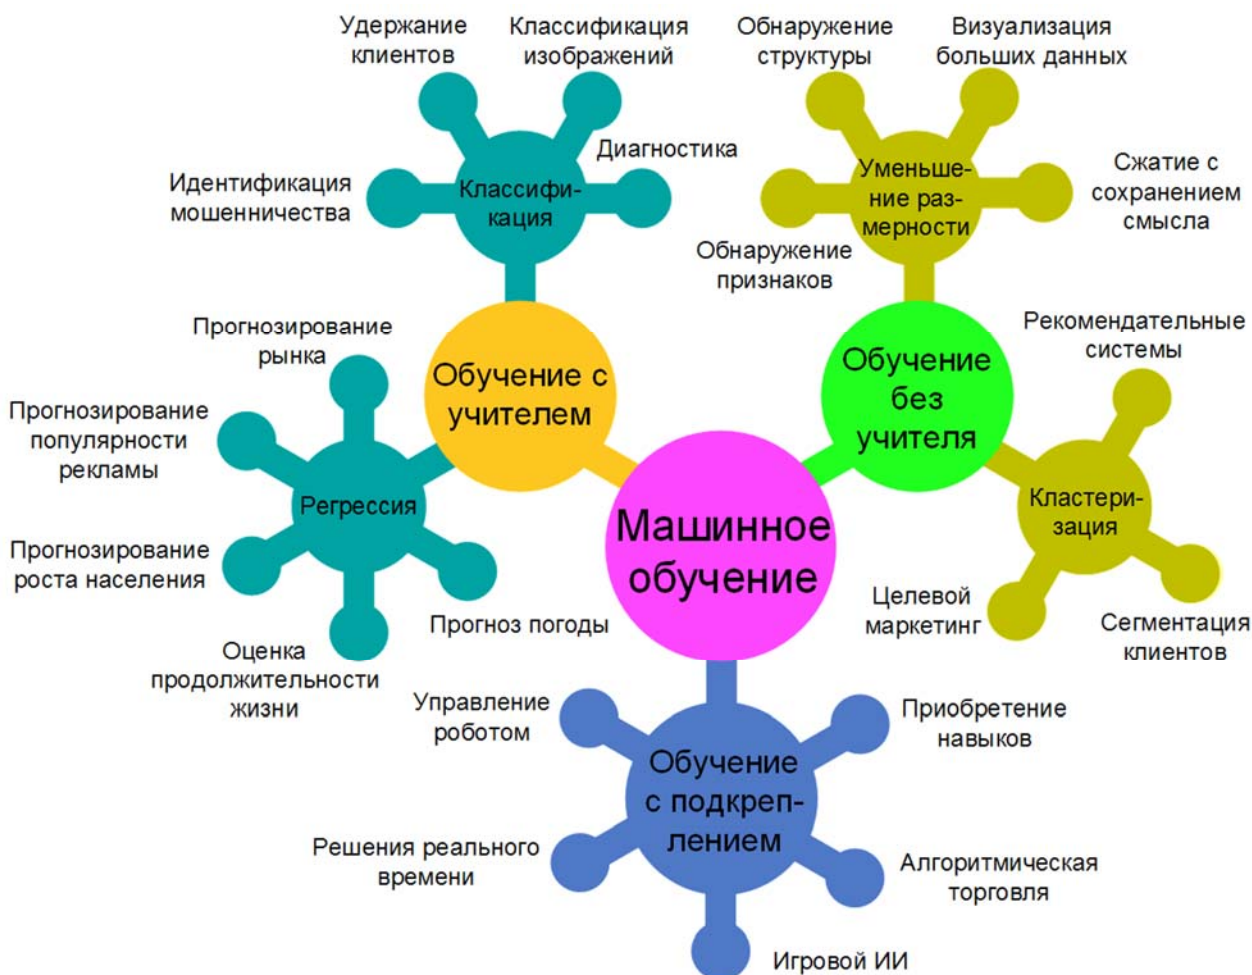 Удержание
клиентов
Классификация
изображений
Обнаружение
структуры
Визуализация
больших данных
Идентификация
мошенничества
Классифи-
кация
Диагностика
Уменьше-
ние раз-
мерности
Сжатие с
сохранением
смысла
Обнаружение
признаков
Прогнозирование
рынка
Обучение с
учителем
Обучение
без
учителя
Рекомендательные
системы
Прогнозирование
популярности
рекламы
Регрессия
Машинное
обучение
Кластери-
зация
Прогнозирование
роста населения
Прогноз погоды
Целевой
маркетинг
Сегментация
клиентов
Оценка
продолжительности
жизни
Управление
роботом
Приобретение
навыков
Обучение
с подкреп-
лением
Решения реального
времени
Алгоритмическая
торговля
Игровой ИИ